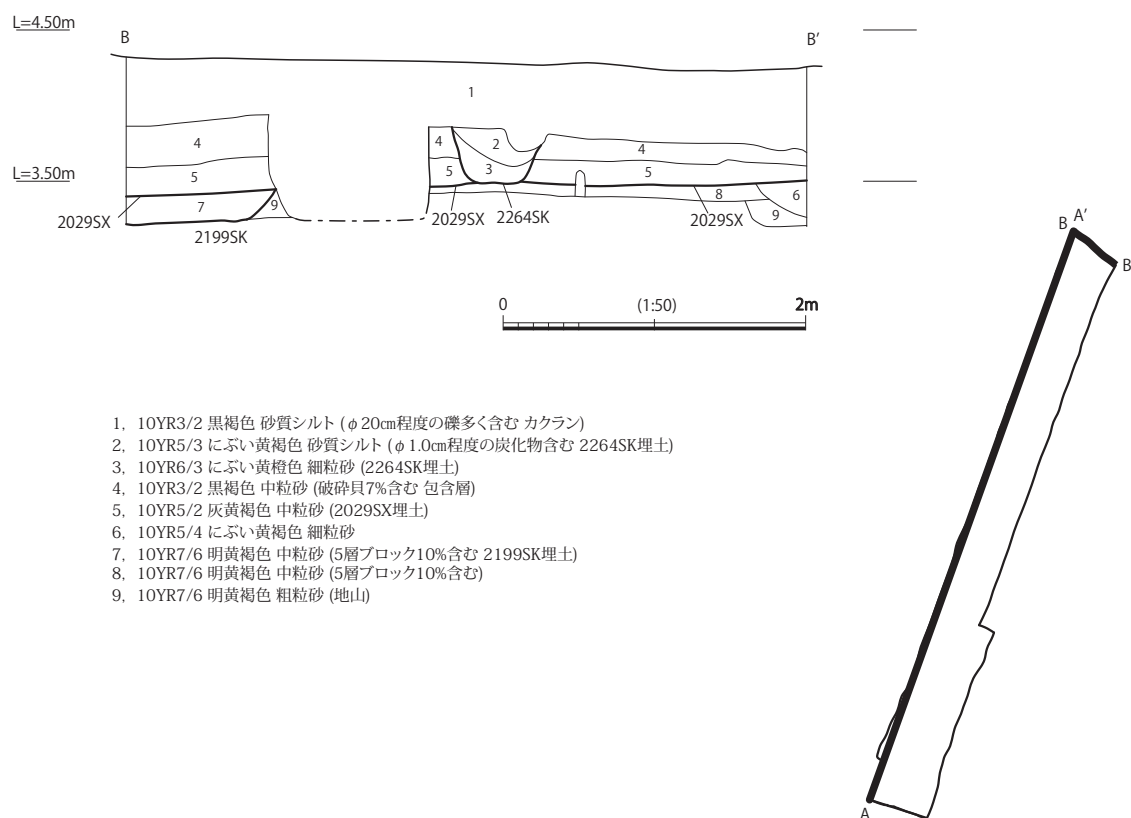 L=4.50m
B
B′
1
4
4
2
4
L=3.50m
5
5
3
5
6
7
9
8
9
2029SX
2199SK
2029SX
2264SK
2029SX
0
(1:50)
2m
B
A′
B
A
1, 10YR3/2 黒褐色 砂質シルト (φ20㎝程度の礫多く含む カクラン)
2, 10YR5/3 にぶい黄褐色 砂質シルト (φ1.0㎝程度の炭化物含む 2264SK埋土)
3, 10YR6/3 にぶい黄橙色 細粒砂 (2264SK埋土)
4, 10YR3/2 黒褐色 中粒砂 (破砕貝7%含む 包含層)
5, 10YR5/2 灰黄褐色 中粒砂 (2029SX埋土)
6, 10YR5/4 にぶい黄褐色 細粒砂
7, 10YR7/6 明黄褐色 中粒砂 (5層ブロック10%含む 2199SK埋土)
8, 10YR7/6 明黄褐色 中粒砂 (5層ブロック10%含む)
9, 10YR7/6 明黄褐色 粗粒砂 (地山)